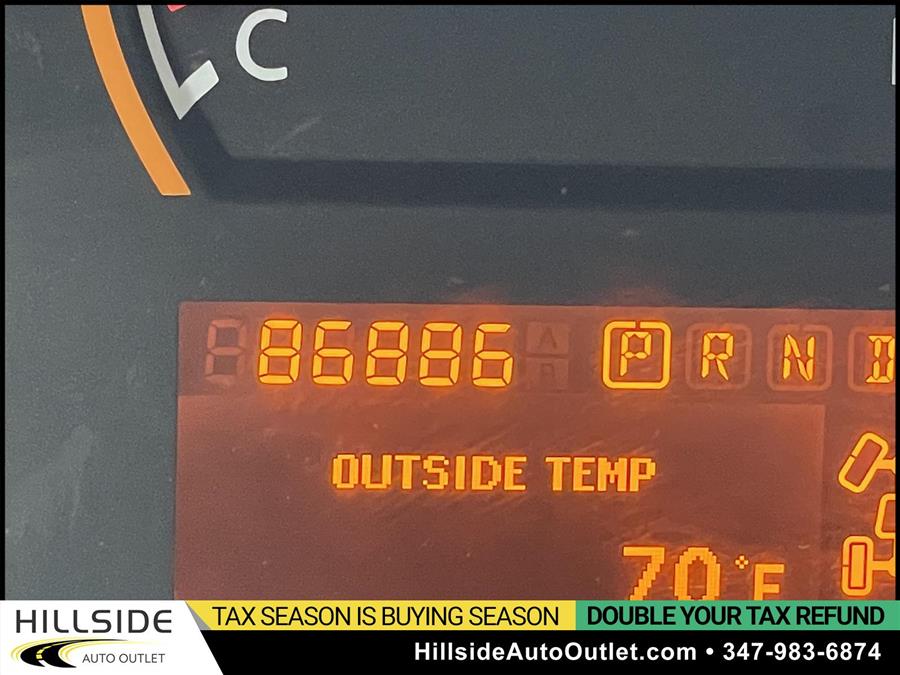 C
86886 P R N D
OUTSIDE TEMP
70°F
HILLSIDE
AUTO OUTLET
TAX SEASON IS BUYING SEASON DOUBLE YOUR TAX REFUND
HillsideAutoOutlet.com • 347-983-6874